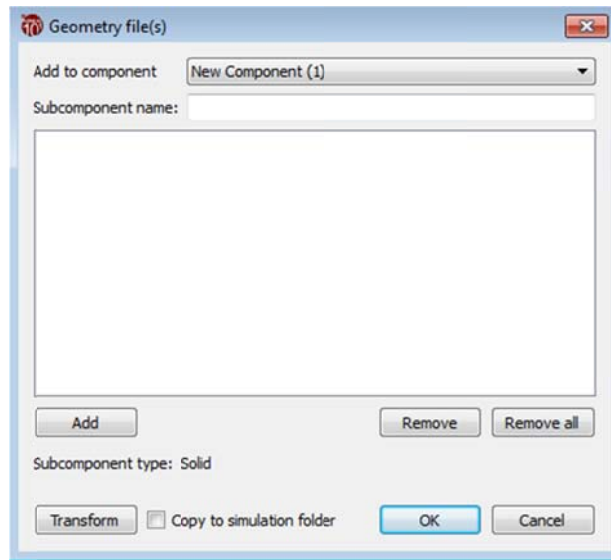 Geometry file(s)
Add to component New Component (1)
Subcomponent name:
Add Remove Remove all
Subcomponent type: Solid
Transform Copy to simulation folder OK Cancel